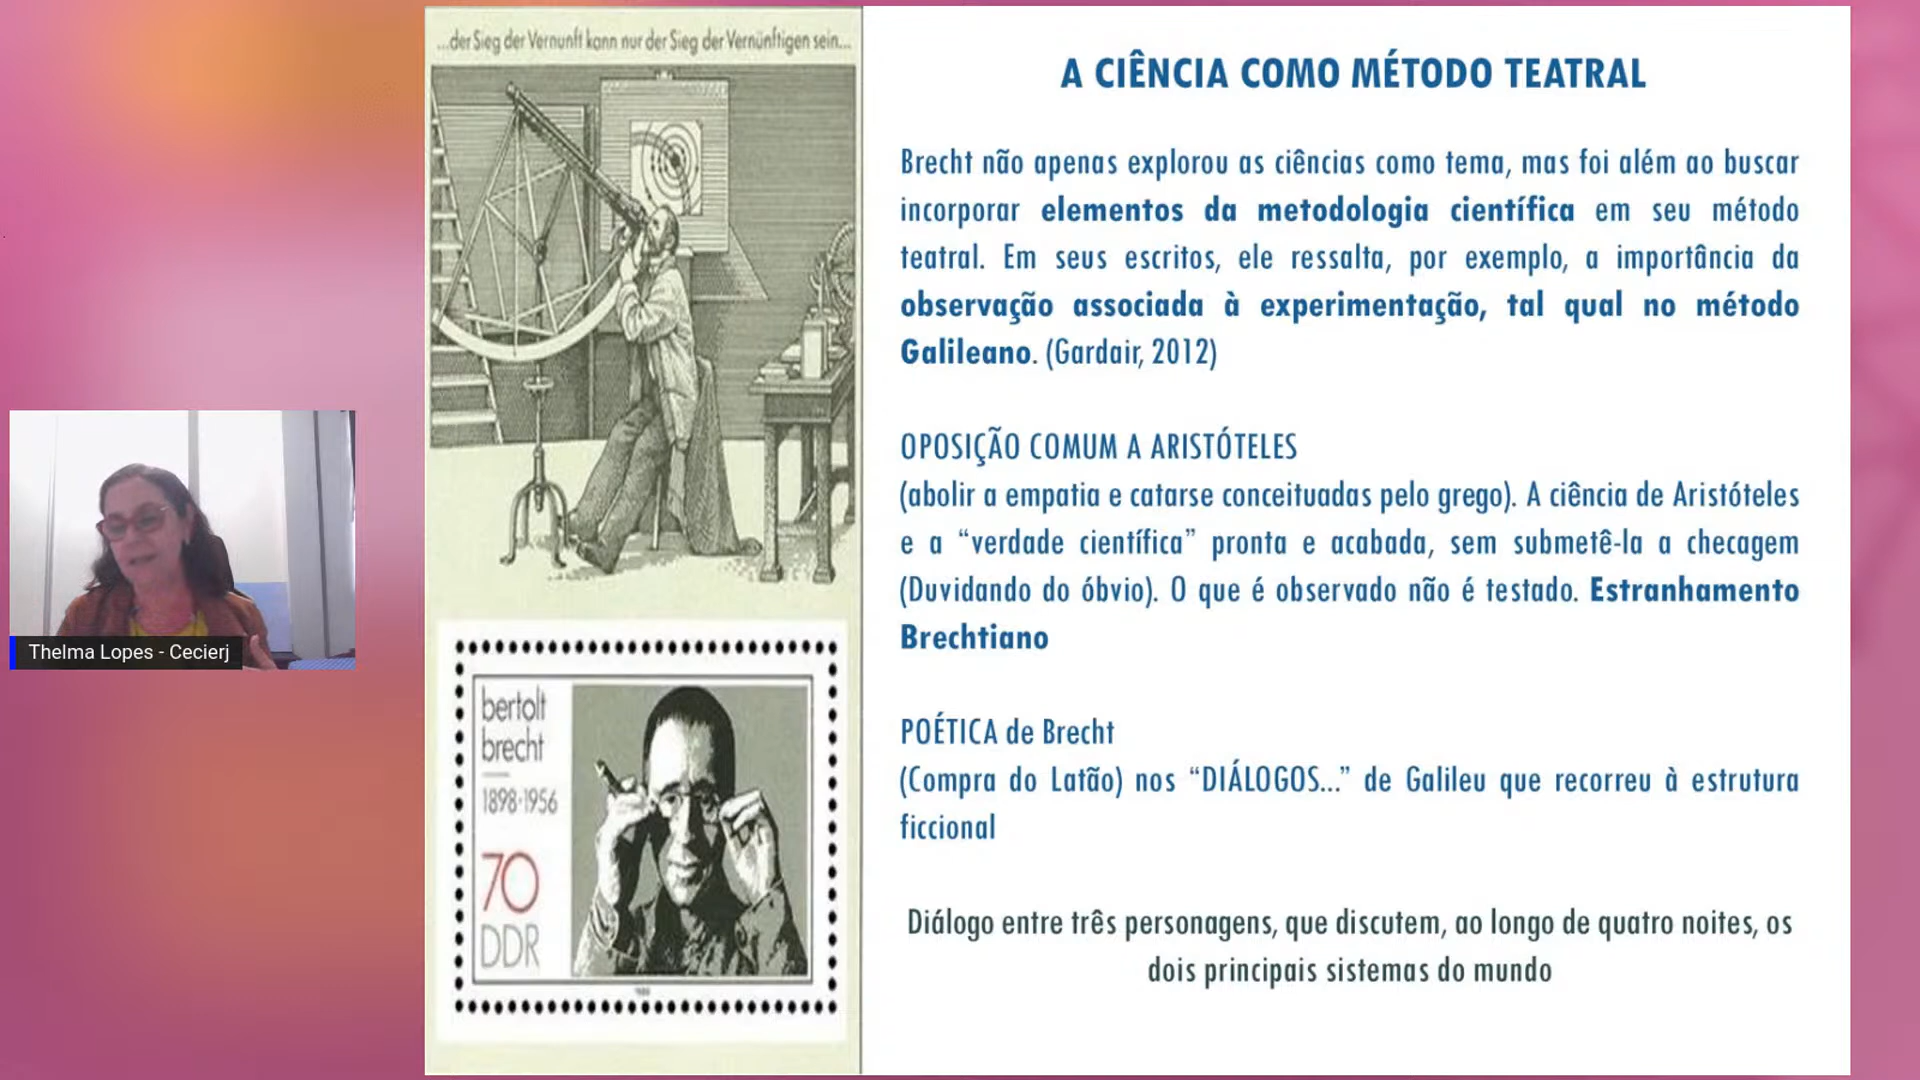 ...der Sieg der Vernunft kann nur der Sieg der Vernünftigen sein...
A CIÊNCIA COMO MÉTODO TEATRAL
Brecht não apenas explorou as ciências como tema, mas foi além ao buscar
incorporar elementos da metodologia científica em seu método
teatral. Em seus escritos, ele ressalta, por exemplo, a importância da
observação associada à experimentação, tal qual no método
Galileano. (Gardair, 2012)
OPOSIÇÃO COMUM A ARISTÓTELES
(abolir a empatia e catarse conceituadas pelo grego). A ciência de Aristóteles
e a “verdade científica” pronta e acabada, sem submetê-la a checagem
(Duvidando do óbvio). O que é observado não é testado. Estranhamento
Brechtiano
POÉTICA de Brecht
(Compra do Latão) nos “DIÁLOGOS...” de Galileu que recorreu à estrutura
ficcional
Diálogo entre três personagens, que discutem, ao longo de quatro noites, os
dois principais sistemas do mundo
bertolt
brecht
1898-1956
70
DDR
Thelma Lopes - Cecierj